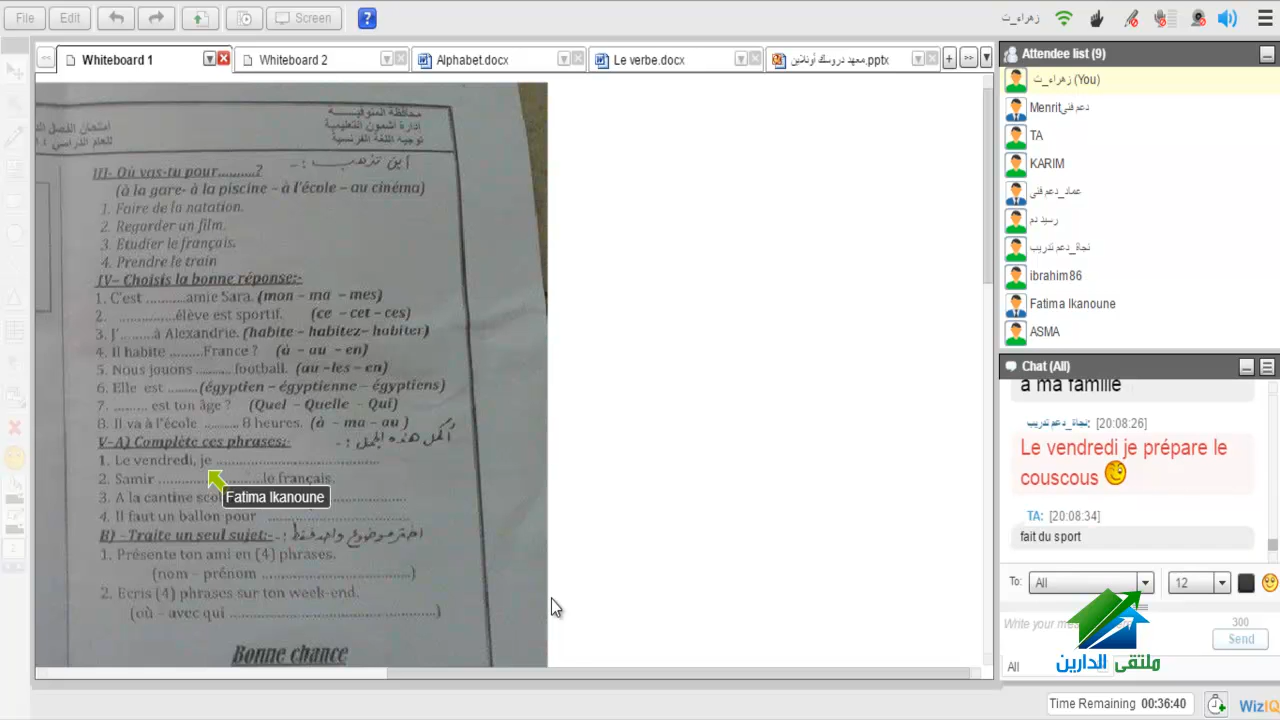 File Edit Screen ?
زهراء_ت
Whiteboard 1
Whiteboard 2
Alphabet.docx
Le verbe.docx
معهد دروسك أونلاين.pptx
محافظة المنوفيــــة
ادارة اشمون التعليمية
توجيه اللغة الفرنسية
امتحان الفصل
للعام الدراسي
III- Où vas-tu pour..........?
أين تذهب :-
(à la gare- à la piscine – à l'école – au cinéma)
1. Faire de la natation.
2. Regarder un film.
3. Etudier le français.
4. Prendre le train
IV- Choisis la bonne réponse:-
1. C'est ..........amie Sara. (mon – ma – mes)
2. ...............élève est sportif. (ce – cet – ces)
3. J'. .......à Alexandrie. (habite – habitez– habiter)
4. Il habite ........France ? (à – au – en)
5. Nous jouons ......... football. (au –les – en)
6. Elle est .......(égyptien – égyptienne – égyptiens)
7. ......... est ton âge ? (Quel – Quelle - Qui)
8. Il va à l'école ......... 8 heures. (à – ma – au )
V-A) Complète ces phrases:-
أكمل هذه الجمل :-
1. Le vendredi, je .............................................
2. Samir ............................le français.
3. A la cantine sco
Fatima Ikanoune
4. Il faut un ballon pour .......................................
B) - Traite un seul sujet:-
اختر موضوع واحد فقط :-
1. Présente ton ami en (4) phrases.
(nom – prénom ..........................................)
2. Ecris (4) phrases sur ton week-end.
(où – avec qui ..........................................................)
Bonne chance
Attendee list (9)
زهراء_ت (You)
Menritدعم فني
TA
KARIM
عماد_دعم فني
رسيد دم
نجاة_دعم تدريب
ibrahim86
Fatima Ikanoune
ASMA
Chat (All)
a ma famille
نجاة_دعم تدريب: [20:08:26]
Le vendredi je prépare le
couscous
TA: [20:08:34]
fait du sport
To: All 12
Write your me
300
Send
All
ملتقى الدارين
Time Remaining 00:36:40
WizIQ